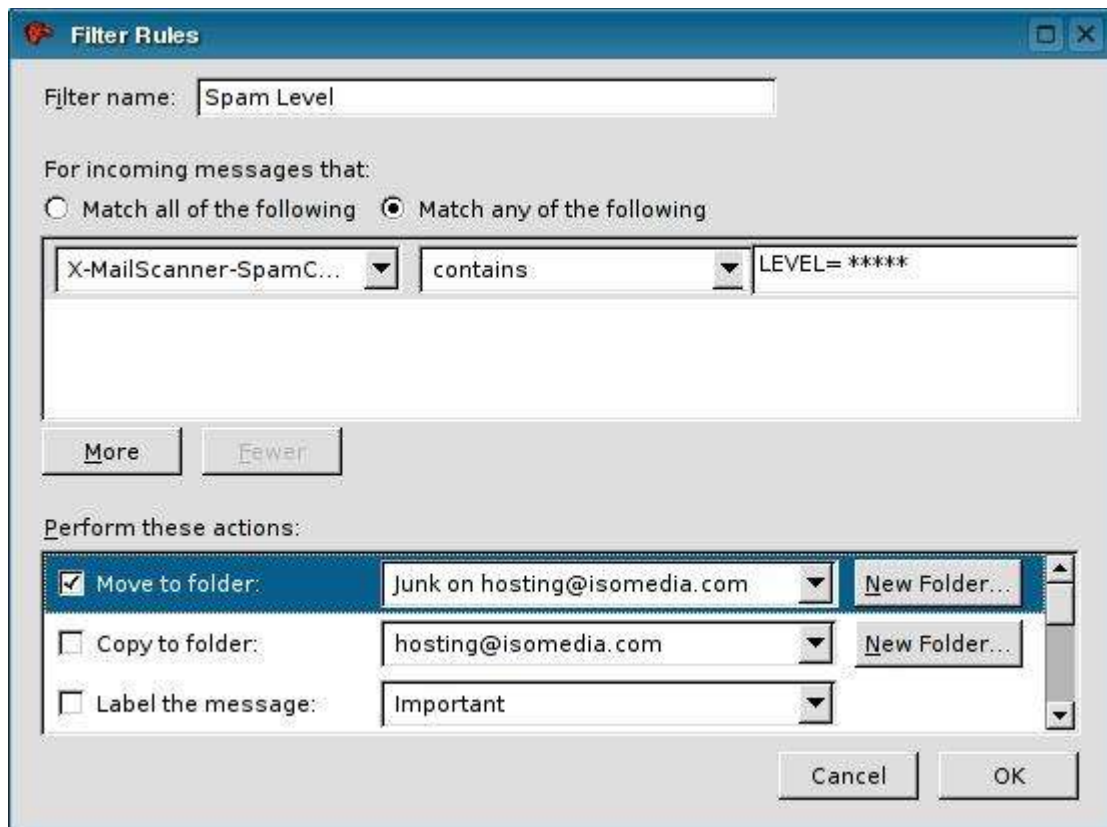 Filter Rules
Filter name: Spam Level
For incoming messages that:
Match all of the following Match any of the following
X-MailScanner-SpamC... contains LEVEL= *****
More Fewer
Perform these actions:
Move to folder: Junk on hosting@isomedia.com New Folder...
Copy to folder: hosting@isomedia.com New Folder...
Label the message: Important
Cancel OK